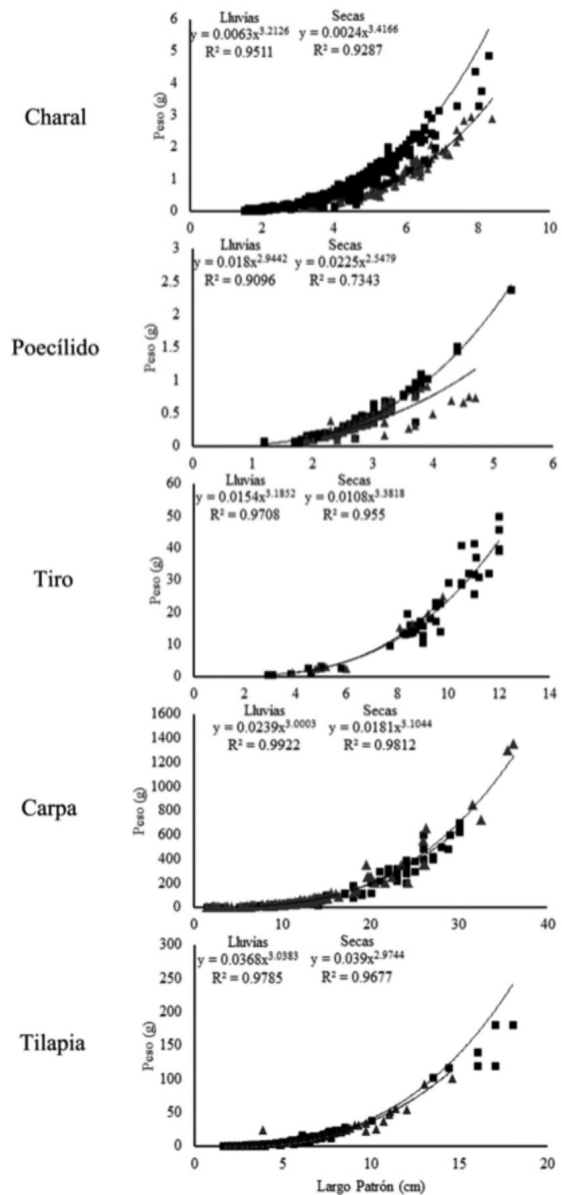 Charal
Lluvias Secas
y = 0.0063x^3.2126 y = 0.0024x^3.4166
R² = 0.9511 R² = 0.9287
Peso (g)
6
5
4
3
2
1
0
0 2 4 6 8 10
Poecílido
Lluvias Secas
y = 0.018x^2.9442 y = 0.0225x^2.5479
R² = 0.9096 R² = 0.7343
Peso (g)
3
2.5
2
1.5
1
0.5
0
0 1 2 3 4 5 6
Tiro
Lluvias Secas
y = 0.0154x^3.1852 y = 0.0108x^3.3818
R² = 0.9708 R² = 0.955
Peso (g)
60
50
40
30
20
10
0
0 2 4 6 8 10 12 14
Carpa
Lluvias Secas
y = 0.0239x^3.0003 y = 0.0181x^3.1044
R² = 0.9922 R² = 0.9812
Peso (g)
1600
1400
1200
1000
800
600
400
200
0
0 10 20 30 40
Tilapia
Lluvias Secas
y = 0.0368x^3.0383 y = 0.039x^2.9744
R² = 0.9785 R² = 0.9677
Peso (g)
300
250
200
150
100
50
0
0 5 10 15 20
Largo Patrón (cm)